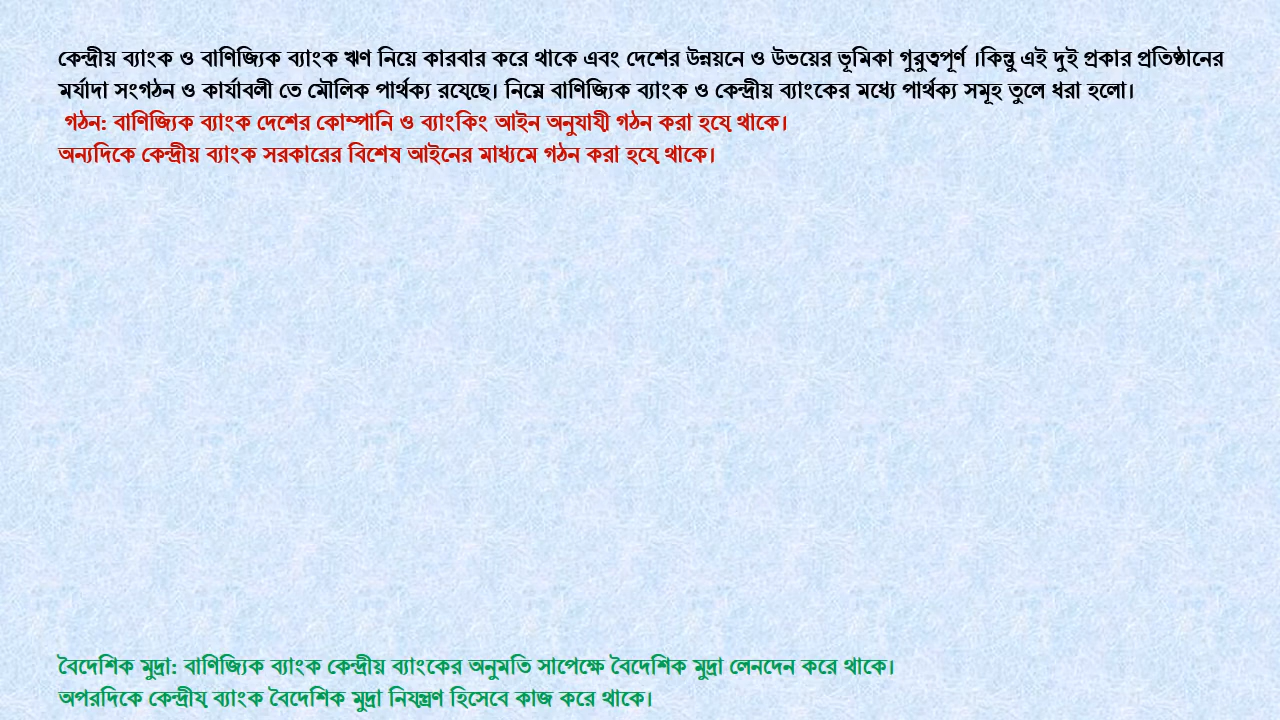 কেন্দ্রীয় ব্যাংক ও বাণিজ্যিক ব্যাংক ঋণ নিয়ে কারবার করে থাকে এবং দেশের উন্নয়নে ও উভয়ের ভূমিকা গুরুত্বপূর্ণ ।কিন্তু এই দুই প্রকার প্রতিষ্ঠানের
মর্যাদা সংগঠন ও কার্যাবলী তে মৌলিক পার্থক্য রয়েছে। নিম্নে বাণিজ্যিক ব্যাংক ও কেন্দ্রীয় ব্যাংকের মধ্যে পার্থক্য সমূহ তুলে ধরা হলো।
গঠন: বাণিজ্যিক ব্যাংক দেশের কোম্পানি ও ব্যাংকিং আইন অনুযায়ী গঠন করা হয়ে থাকে।
অন্যদিকে কেন্দ্রীয় ব্যাংক সরকারের বিশেষ আইনের মাধ্যমে গঠন করা হয়ে থাকে।
বৈদেশিক মুদ্রা: বাণিজ্যিক ব্যাংক কেন্দ্রীয় ব্যাংকের অনুমতি সাপেক্ষে বৈদেশিক মুদ্রা লেনদেন করে থাকে।
অপরদিকে কেন্দ্রীয় ব্যাংক বৈদেশিক মুদ্রা নিয়ন্ত্রণ হিসেবে কাজ করে থাকে।